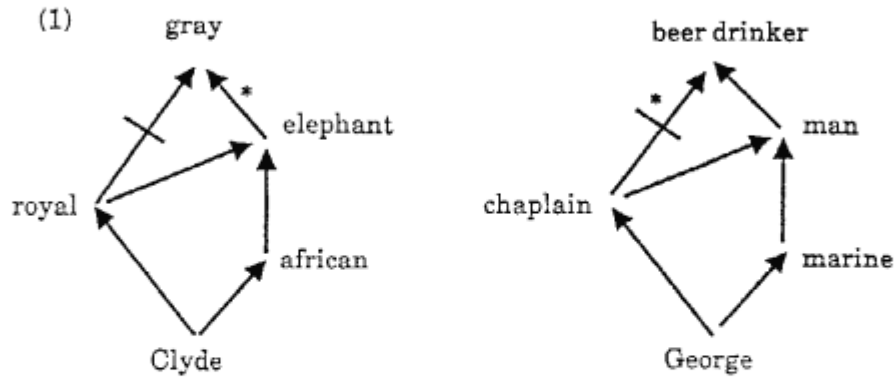 (1)
gray
beer drinker
*
*
elephant
man
royal
chaplain
african
marine
Clyde
George